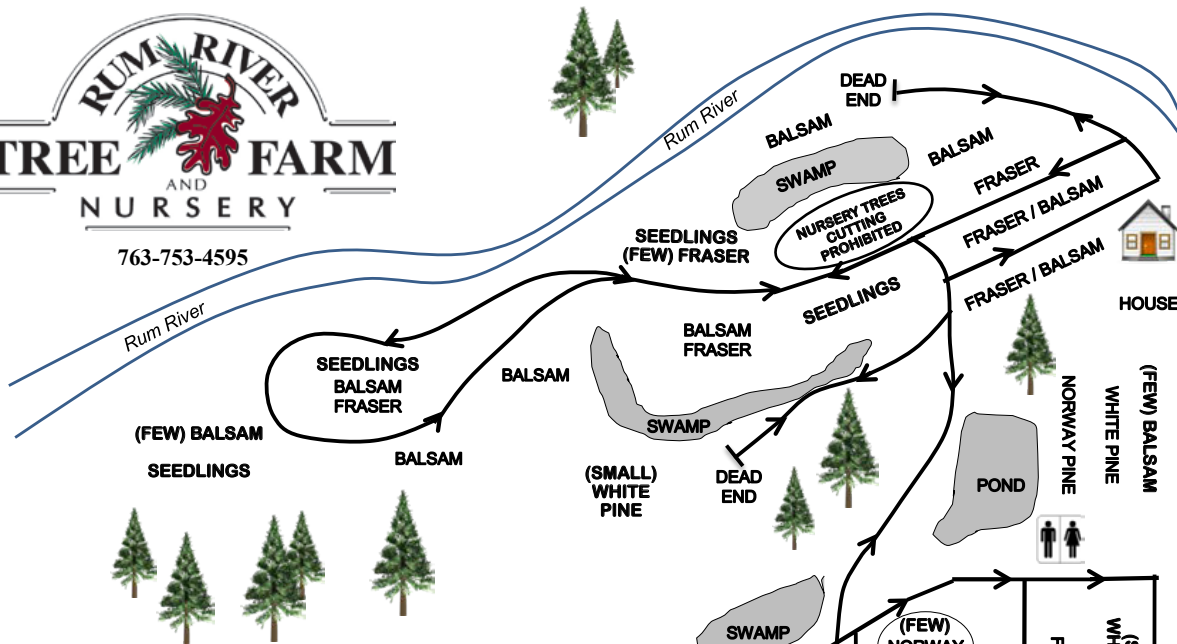 RUM RIVER
TREE FARM
AND
NURSERY
763-753-4595
Rum River
Rum River
DEAD
END
BALSAM
BALSAM
SWAMP
FRASER
NURSERY TREES
CUTTING
PROHIBITED
FRASER / BALSAM
SEEDLINGS
(FEW) FRASER
FRASER / BALSAM
SEEDLINGS
HOUSE
BALSAM
FRASER
SEEDLINGS
BALSAM
FRASER
BALSAM
(FEW) BALSAM
SEEDLINGS
BALSAM
SWAMP
(SMALL)
WHITE
PINE
DEAD
END
NORWAY PINE
WHITE PINE
(FEW) BALSAM
POND
SWAMP
(FEW)
NORWAY